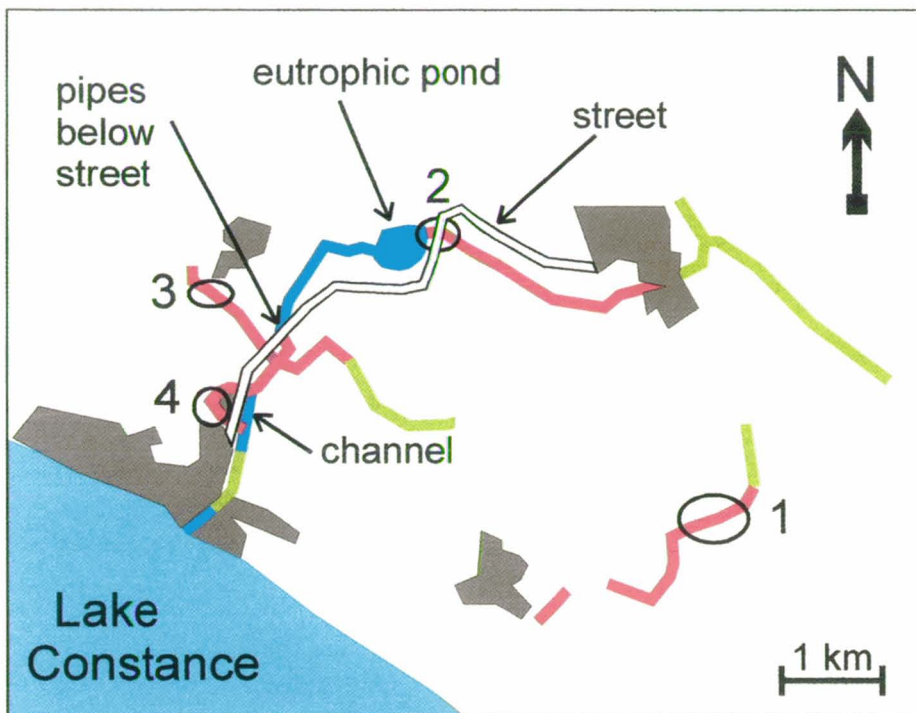 eutrophic pond
pipes
below
street
street
N
2
3
4
channel
1
Lake
Constance
1 km